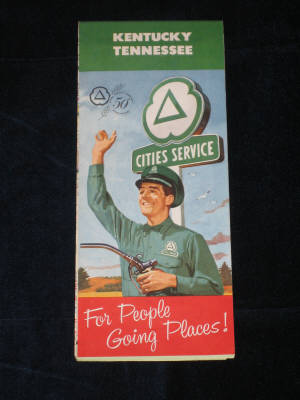 KENTUCKY
TENNESSEE
50
CITIES SERVICE
For People
Going Places!